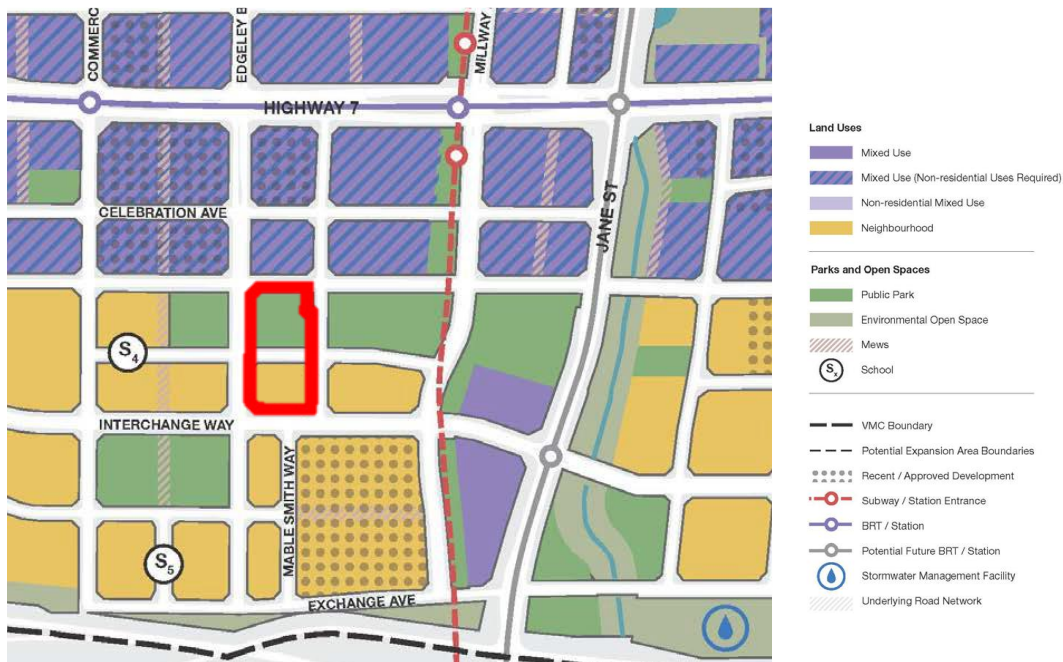 COMMERC
EDGELEY B
MILLWAY
HIGHWAY 7
CELEBRATION AVE
JANE ST
S4
INTERCHANGE WAY
MABLE SMITH WAY
S5
EXCHANGE AVE
Land Uses
Mixed Use
Mixed Use (Non-residential Uses Required)
Non-residential Mixed Use
Neighbourhood
Parks and Open Spaces
Public Park
Environmental Open Space
Mews
Sx School
VMC Boundary
Potential Expansion Area Boundaries
Recent / Approved Development
Subway / Station Entrance
BRT / Station
Potential Future BRT / Station
Stormwater Management Facility
Underlying Road Network